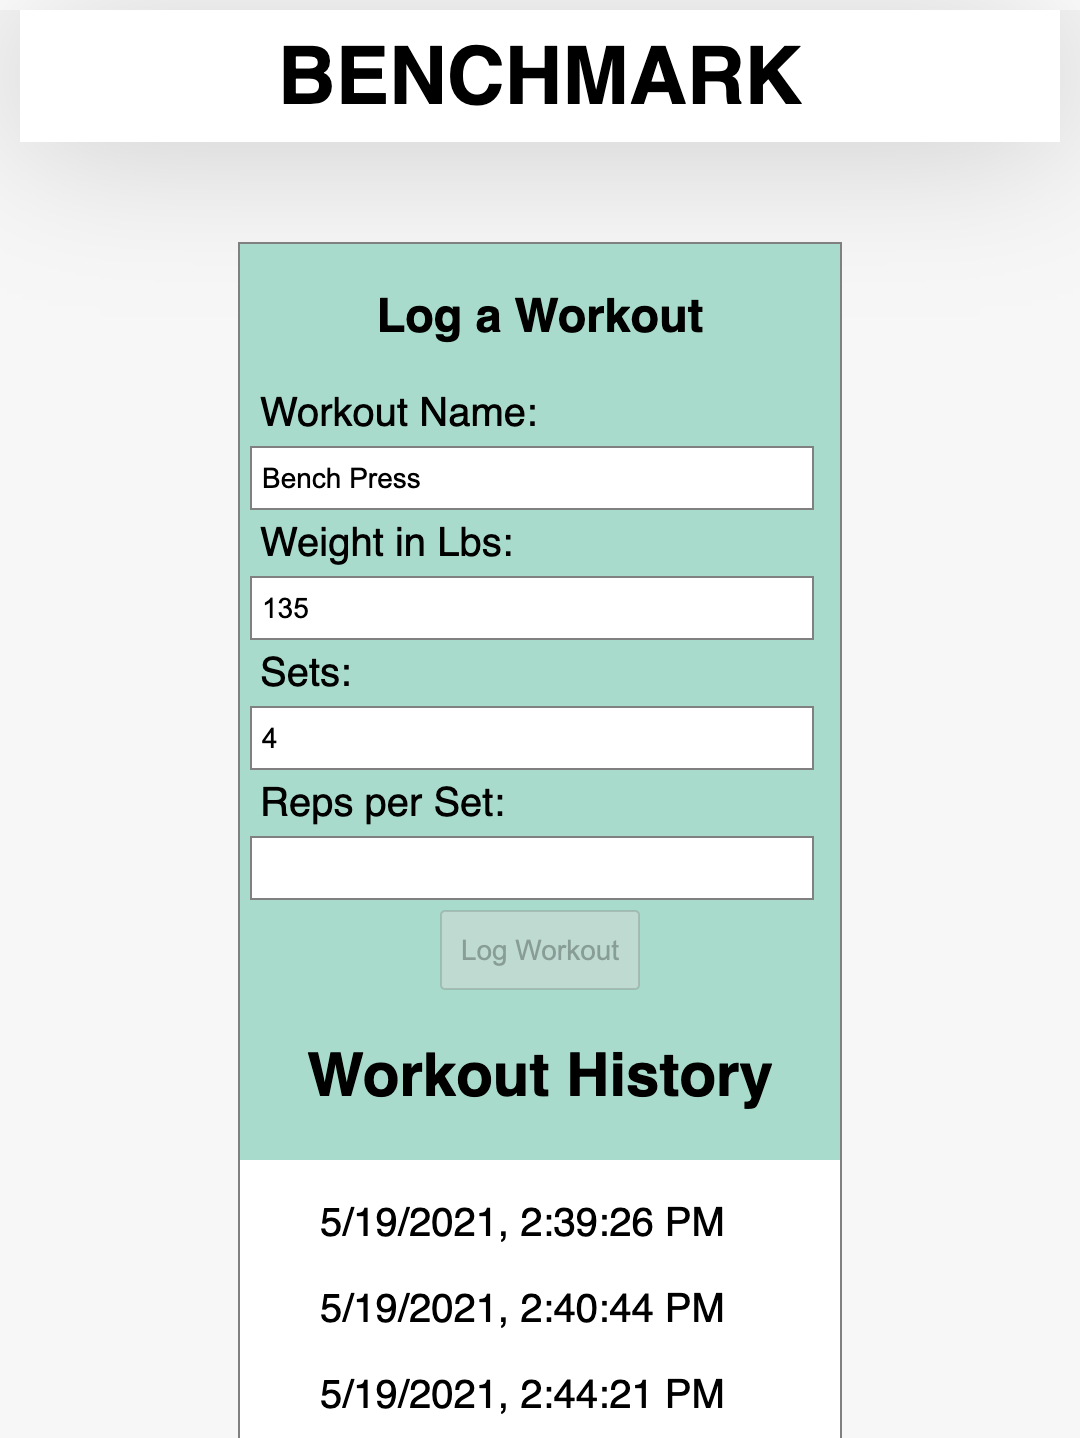 BENCHMARK
Log a Workout
Workout Name:
Bench Press
Weight in Lbs:
135
Sets:
4
Reps per Set:
Log Workout
Workout History
5/19/2021, 2:39:26 PM
5/19/2021, 2:40:44 PM
5/19/2021, 2:44:21 PM